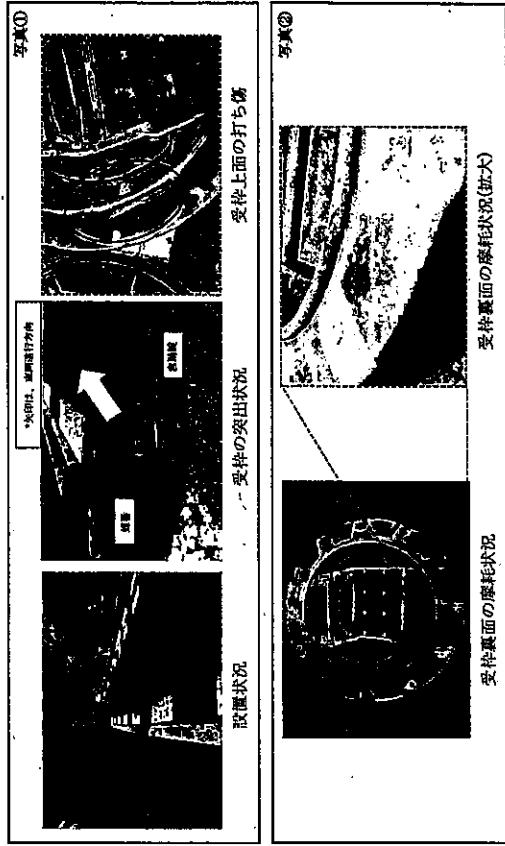 写真①
設置状況
受枠の突出状況
受枠上面の打ち傷
*矢印は、車両進行方向
写真②
受枠裏面の摩耗状況
受枠裏面の摩耗状況(拡大)